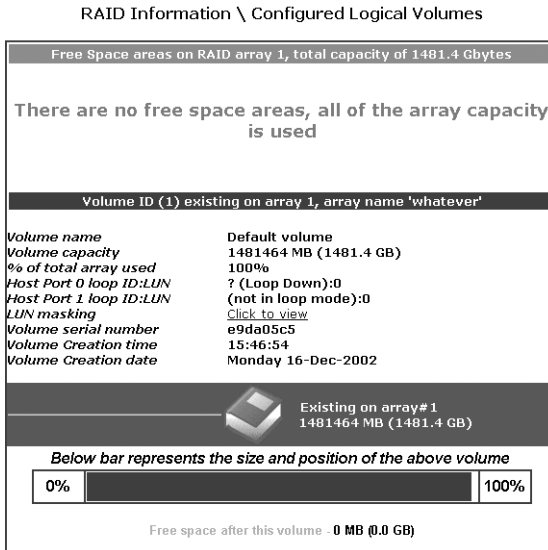 RAID Information \ Configured Logical Volumes
Free Space areas on RAID array 1, total capacity of 1481.4 Gbytes
There are no free space areas, all of the array capacity
is used
Volume ID (1) existing on array 1, array name 'whatever'
Volume name Default volume
Volume capacity 1481464 MB (1481.4 GB)
% of total array used 100%
Host Port 0 loop ID:LUN ? (Loop Down):0
Host Port 1 loop ID:LUN (not in loop mode):0
LUN masking Click to view
Volume serial number e9da05c5
Volume Creation time 15:46:54
Volume Creation date Monday 16-Dec-2002
Existing on array#1
1481464 MB (1481.4 GB)
Below bar represents the size and position of the above volume
0% 100%
Free space after this volume - 0 MB (0.0 GB)